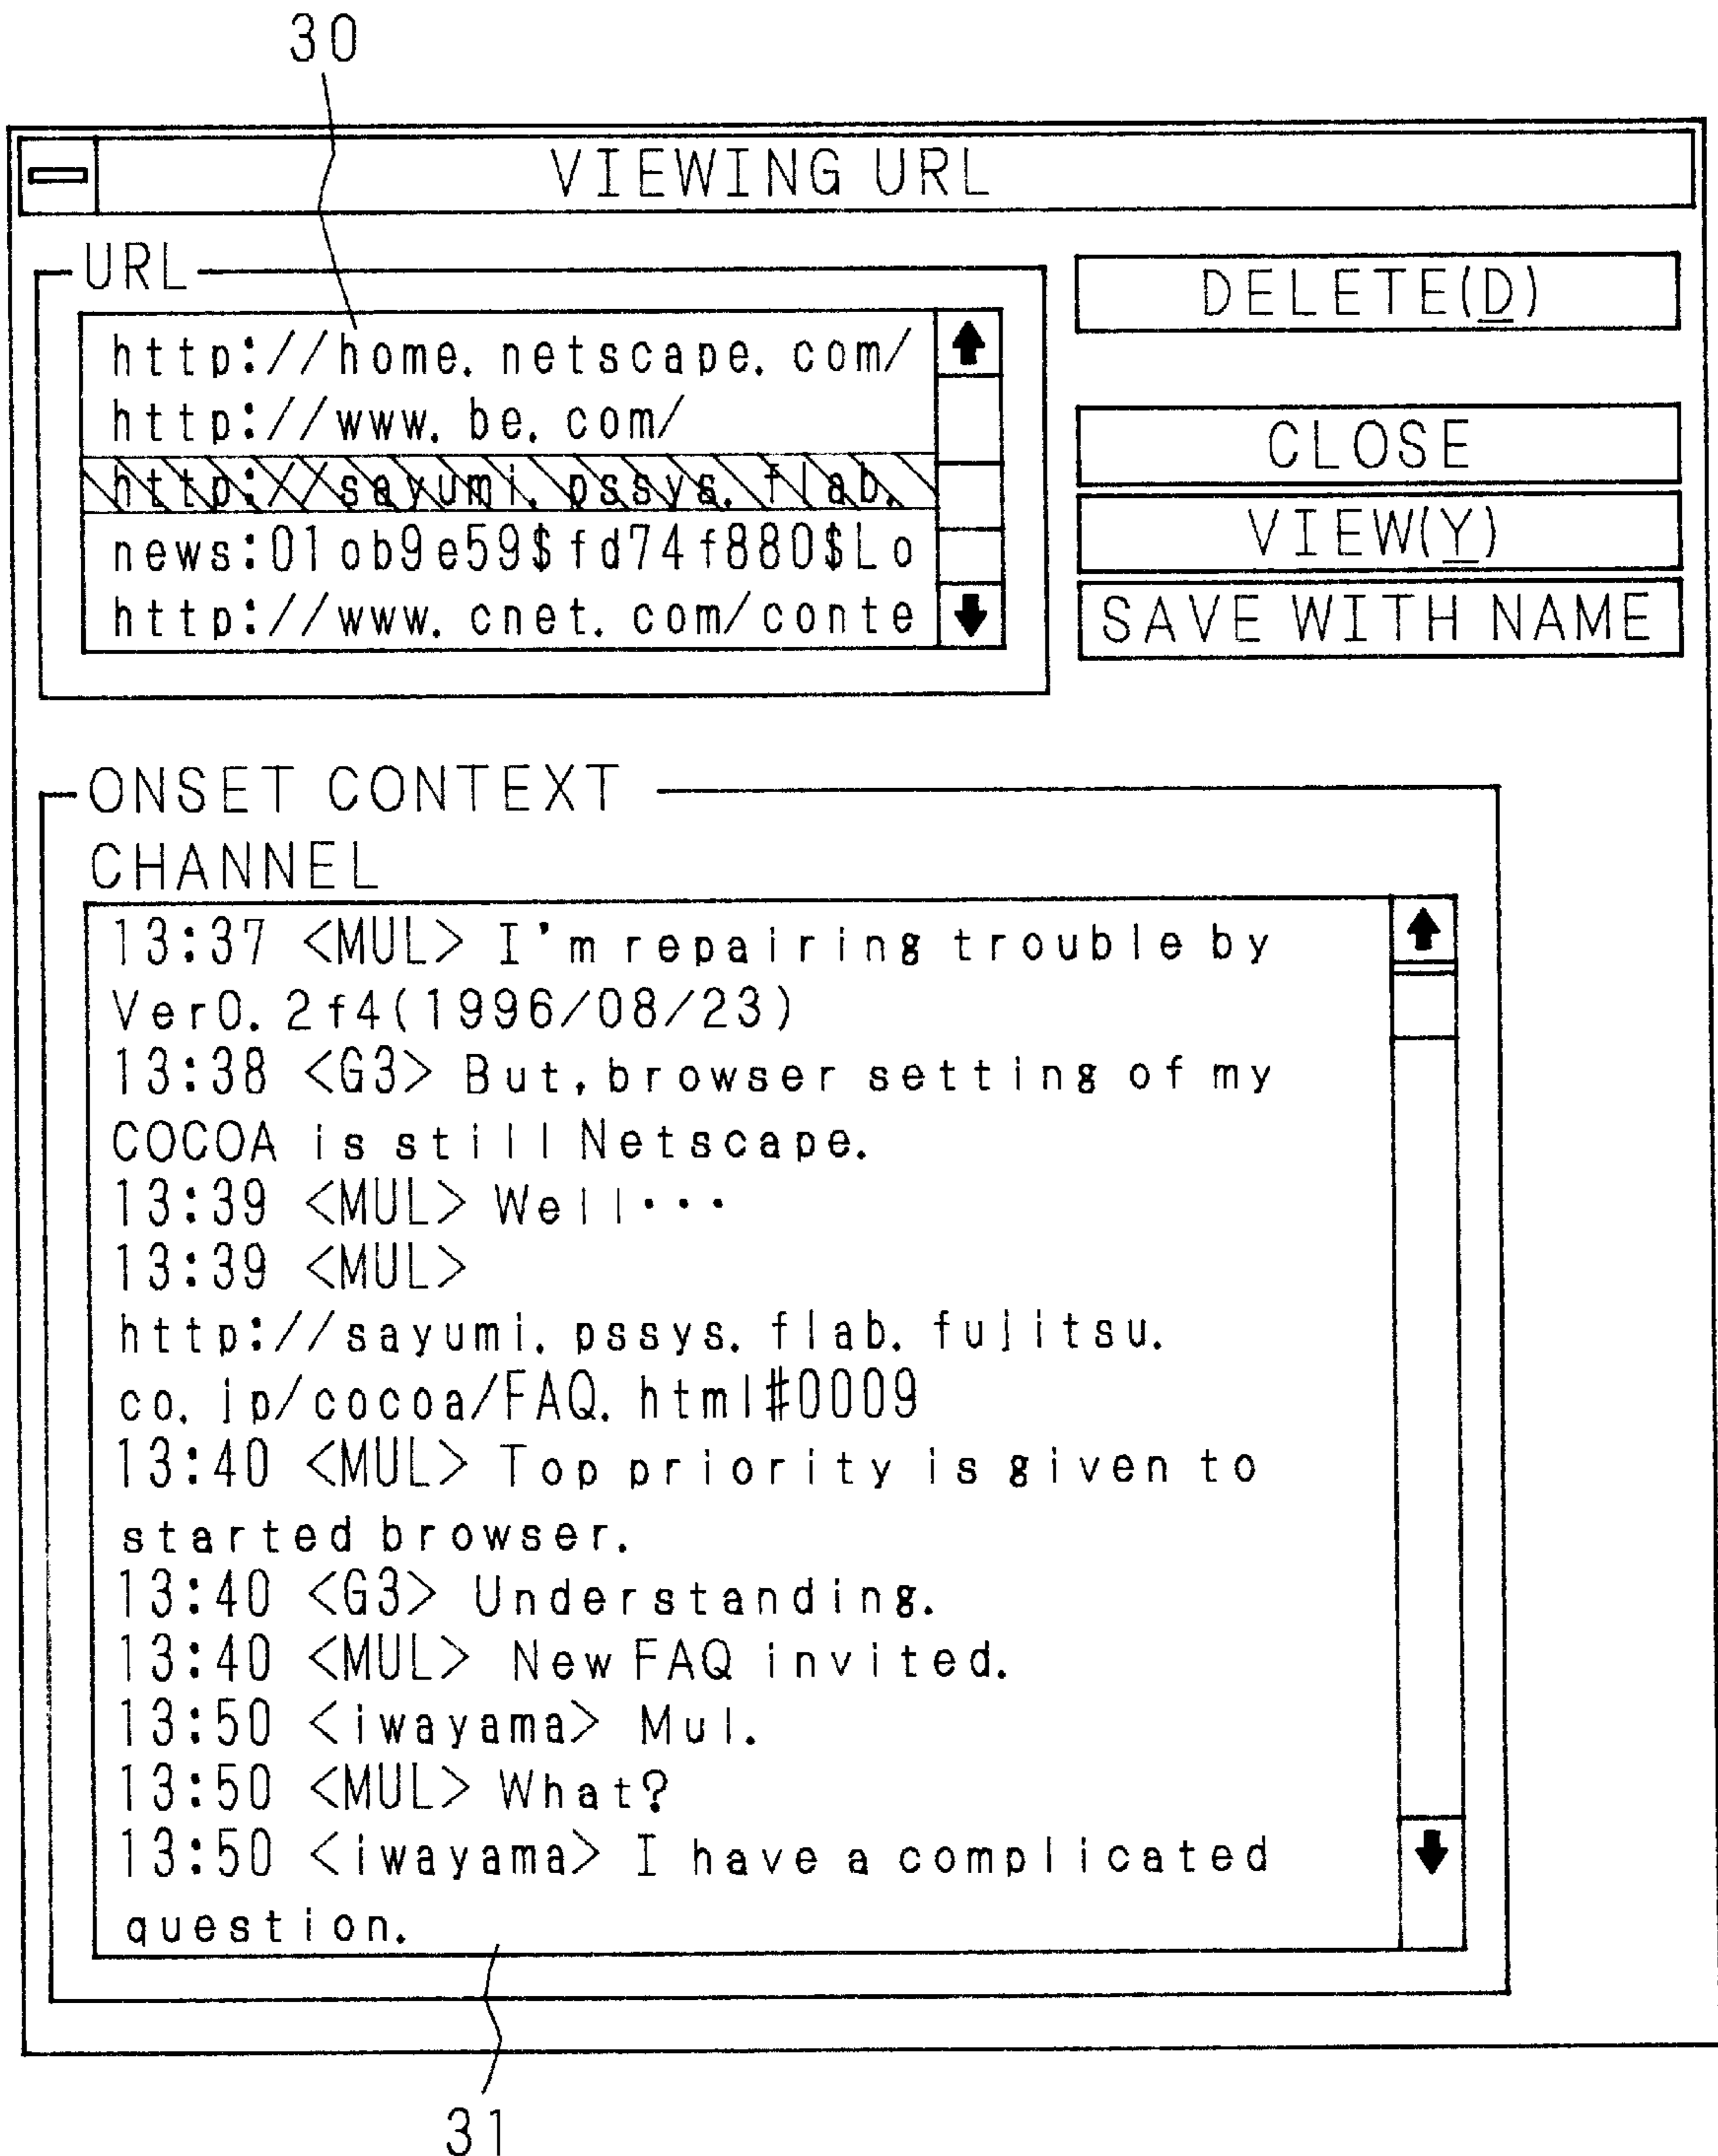 30
VIEWING URL
URL
http://home.netscape.com/
http://www.be.com/
http://sayumi.pssys.flab.
news:01ob9e59$fd74f880$Lo
http://www.cnet.com/conte
DELETE(D)
CLOSE
VIEW(Y)
SAVE WITH NAME
ONSET CONTEXT
CHANNEL
13:37 <MUL> I'm repairing trouble by
Ver0.2f4(1996/08/23)
13:38 <G3> But, browser setting of my
COCOA is still Netscape.
13:39 <MUL> Well···
13:39 <MUL>
http://sayumi.pssys.flab.fujitsu.
co.jp/cocoa/FAQ.html#0009
13:40 <MUL> Top priority is given to
started browser.
13:40 <G3> Understanding.
13:40 <MUL> New FAQ invited.
13:50 <iwayama> Mul.
13:50 <MUL> What?
13:50 <iwayama> I have a complicated
question.
31